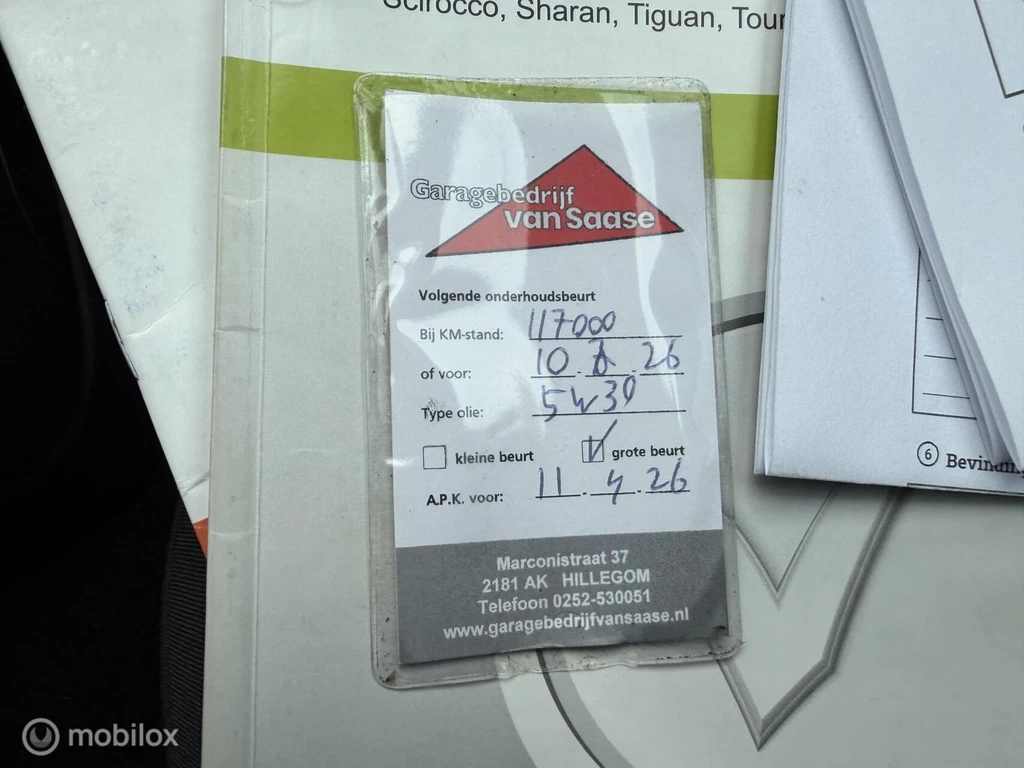 Scirocco, Sharan, Tiguan, Tour
Garagebedrijf
van Saase
Volgende onderhoudsbeurt
Bij KM-stand: 117000
of voor: 10 . . 26
Type olie: 5W30
kleine beurt grote beurt
A.P.K. voor: 11 . 4 . 26
Marconistraat 37
2181 AK HILLEGOM
Telefoon 0252-530051
www.garagebedrijfvansaase.nl
6 Bevin
mobilox